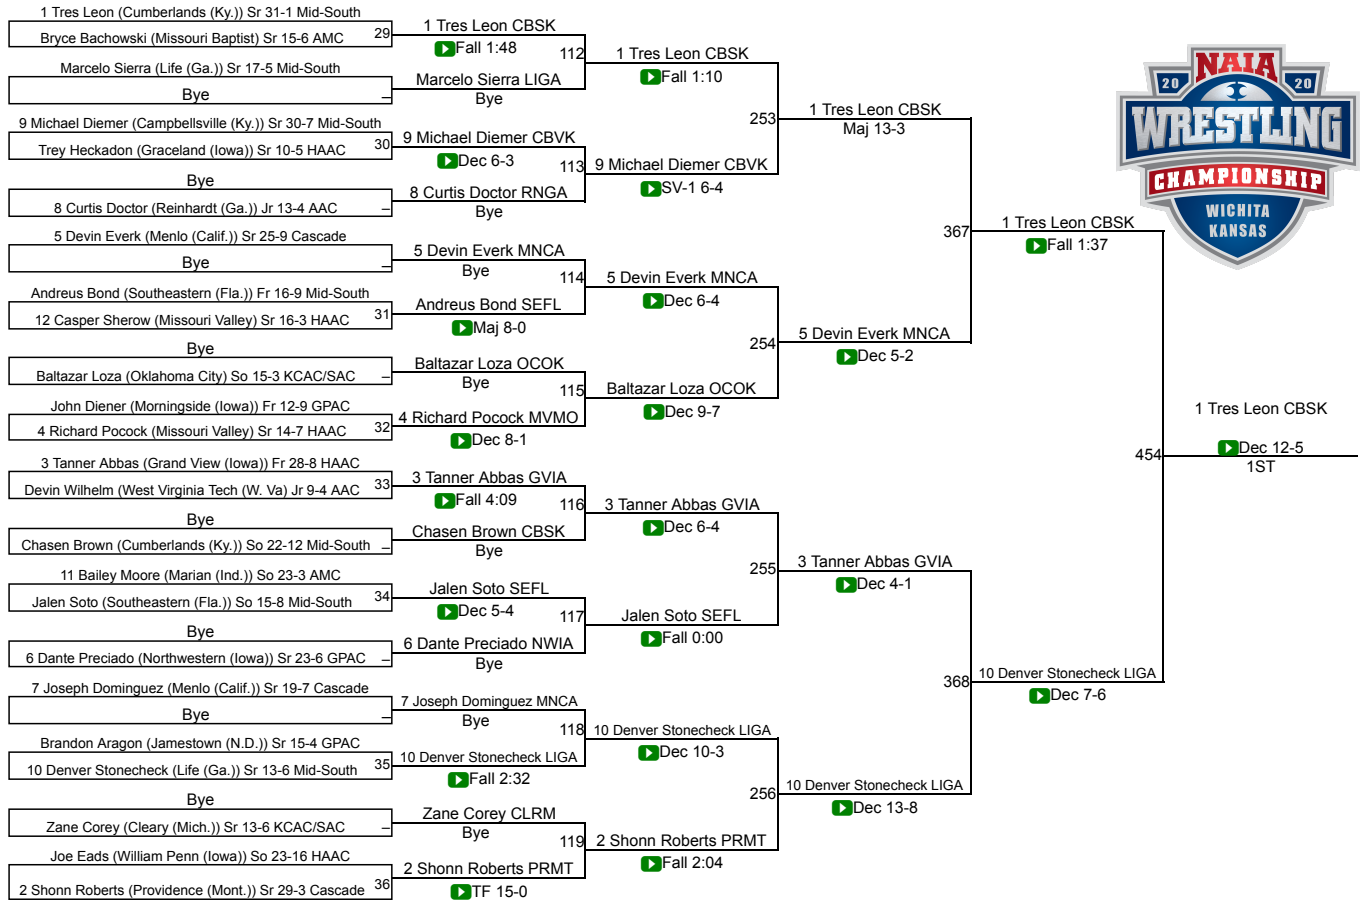 1 Tres Leon (Cumberlands (Ky.)) Sr 31-1 Mid-South
Bryce Bachowski (Missouri Baptist) Sr 15-6 AMC
29
Marcelo Sierra (Life (Ga.)) Sr 17-5 Mid-South
Bye
_
9 Michael Diemer (Campbellsville (Ky.)) Sr 30-7 Mid-South
Trey Heckadon (Graceland (Iowa)) Sr 10-5 HAAC
30
Bye
8 Curtis Doctor (Reinhardt (Ga.)) Jr 13-4 AAC
_
5 Devin Everk (Menlo (Calif.)) Sr 25-9 Cascade
Bye
_
Andreus Bond (Southeastern (Fla.)) Fr 16-9 Mid-South
12 Casper Sherow (Missouri Valley) Sr 16-3 HAAC
31
Bye
Baltazar Loza (Oklahoma City) So 15-3 KCAC/SAC
_
John Diener (Morningside (Iowa)) Fr 12-9 GPAC
4 Richard Pocock (Missouri Valley) Sr 14-7 HAAC
32
3 Tanner Abbas (Grand View (Iowa)) Fr 28-8 HAAC
Devin Wilhelm (West Virginia Tech (W. Va) Jr 9-4 AAC
33
Bye
Chasen Brown (Cumberlands (Ky.)) So 22-12 Mid-South
_
11 Bailey Moore (Marian (Ind.)) So 23-3 AMC
Jalen Soto (Southeastern (Fla.)) So 15-8 Mid-South
34
Bye
6 Dante Preciado (Northwestern (Iowa)) Sr 23-6 GPAC
_
7 Joseph Dominguez (Menlo (Calif.)) Sr 19-7 Cascade
Bye
_
Brandon Aragon (Jamestown (N.D.)) Sr 15-4 GPAC
10 Denver Stonecheck (Life (Ga.)) Sr 13-6 Mid-South
35
Bye
Zane Corey (Cleary (Mich.)) Sr 13-6 KCAC/SAC
_
Joe Eads (William Penn (Iowa)) So 23-16 HAAC
2 Shonn Roberts (Providence (Mont.)) Sr 29-3 Cascade
36
1 Tres Leon CBSK
Fall 1:48
112
Marcelo Sierra LIGA
Bye
9 Michael Diemer CBVK
Dec 6-3
113
8 Curtis Doctor RNGA
Bye
5 Devin Everk MNCA
Bye
114
Andreus Bond SEFL
Maj 8-0
Baltazar Loza OCOK
Bye
115
4 Richard Pocock MVMO
Dec 8-1
3 Tanner Abbas GVIA
Fall 4:09
116
Chasen Brown CBSK
Bye
Jalen Soto SEFL
Dec 5-4
117
6 Dante Preciado NWIA
Bye
7 Joseph Dominguez MNCA
Bye
118
10 Denver Stonecheck LIGA
Fall 2:32
Zane Corey CLRM
Bye
119
2 Shonn Roberts PRMT
TF 15-0
1 Tres Leon CBSK
Fall 1:10
253
9 Michael Diemer CBVK
SV-1 6-4
5 Devin Everk MNCA
Dec 6-4
254
Baltazar Loza OCOK
Dec 9-7
3 Tanner Abbas GVIA
Dec 6-4
255
Jalen Soto SEFL
Fall 0:00
10 Denver Stonecheck LIGA
Dec 10-3
256
2 Shonn Roberts PRMT
Fall 2:04
1 Tres Leon CBSK
Maj 13-3
367
5 Devin Everk MNCA
Dec 5-2
3 Tanner Abbas GVIA
Dec 4-1
368
10 Denver Stonecheck LIGA
Dec 13-8
1 Tres Leon CBSK
Fall 1:37
454
10 Denver Stonecheck LIGA
Dec 7-6
1 Tres Leon CBSK
Dec 12-5
1ST
NAIA
20 20
WRESTLING
CHAMPIONSHIP
WICHITA
KANSAS